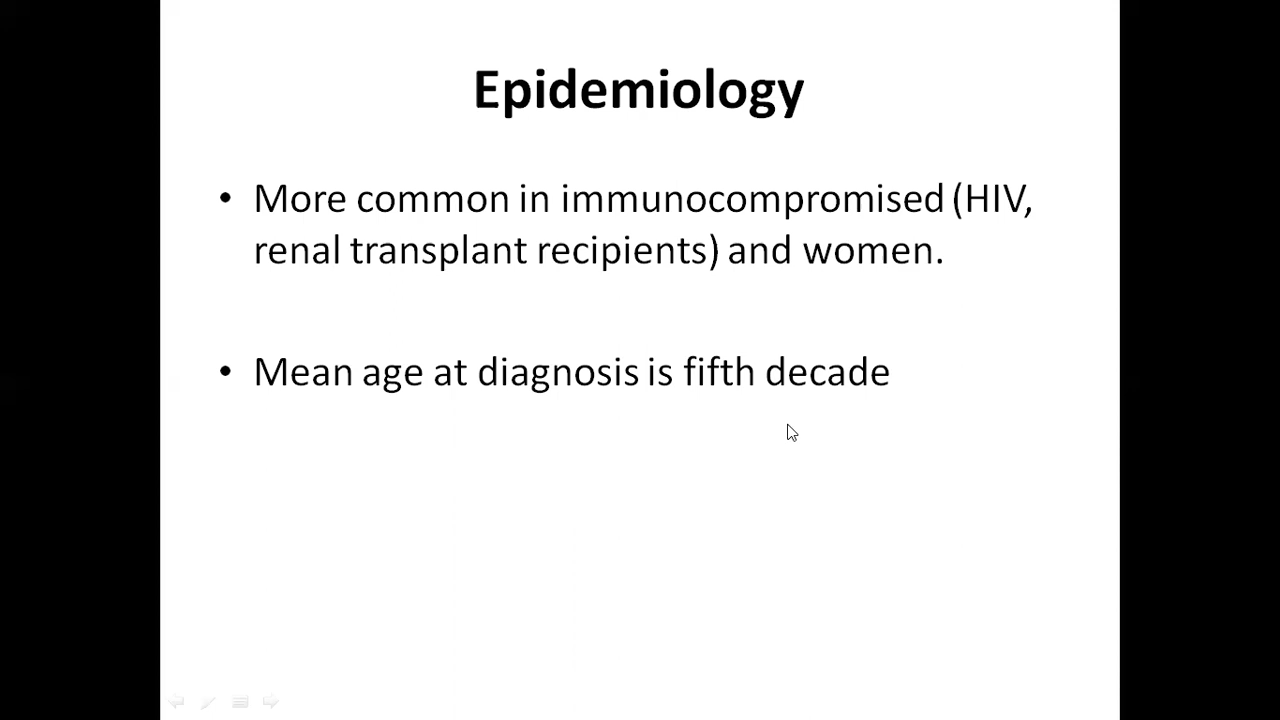 Epidemiology
• More common in immunocompromised (HIV,
renal transplant recipients) and women.
• Mean age at diagnosis is fifth decade